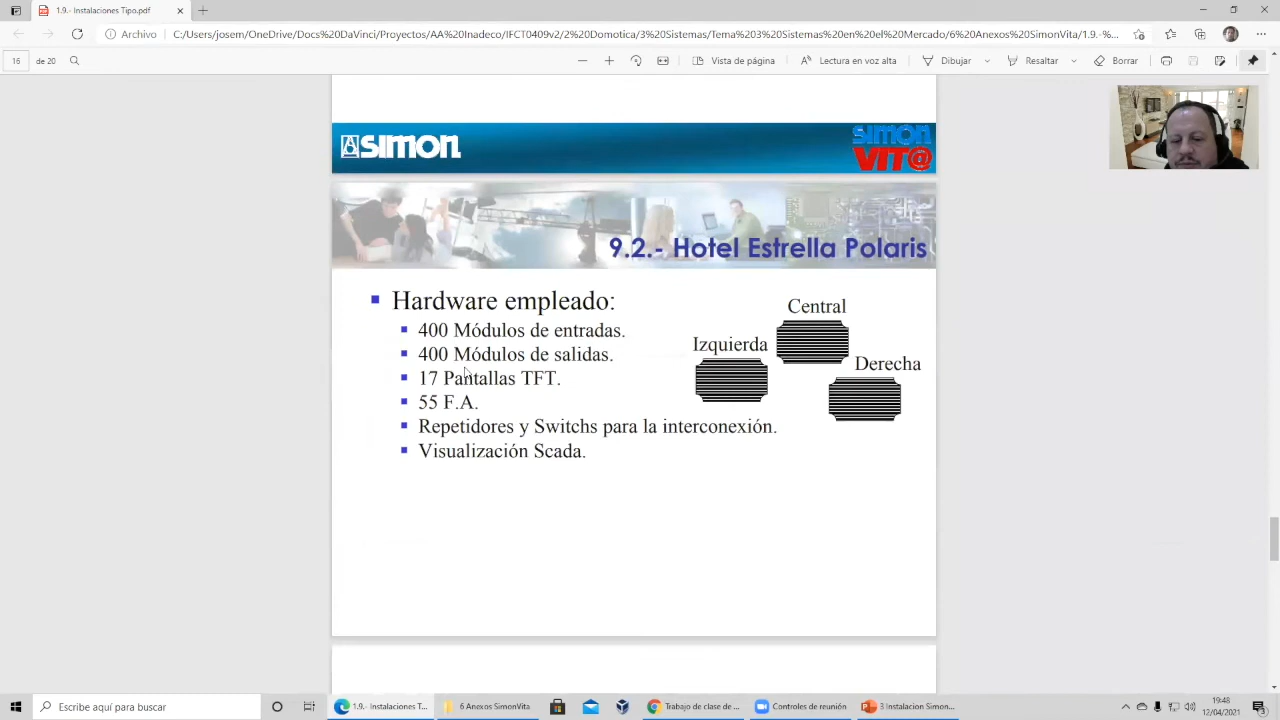 1.9.- Instalaciones Tipo.pdf
Archivo
C:/Users/josem/OneDrive/Docs%20DaVinci/Proyectos/AA%20Inadeco/IFCT0409v2/2%20Domotica/3%20Sistemas/Tema%203%20Sistemas%20en%20el%20Mercado/6%20Anexos%20SimonVita/1.9.-%...
16 de 20
Vista de página
Lectura en voz alta
Dibujar
Resaltar
Borrar
simon
simon
VIT@
9.2.- Hotel Estrella Polaris
Hardware empleado:
400 Módulos de entradas.
400 Módulos de salidas.
17 Pantallas TFT.
55 F.A.
Repetidores y Switchs para la interconexión.
Visualización Scada.
Central
Izquierda
Derecha
Escribe aquí para buscar
1.9.- Instalaciones T...
6 Anexos SimonVita
Trabajo de clase de ...
Controles de reunión
3 Instalacion Simon...
19:48
12/04/2021